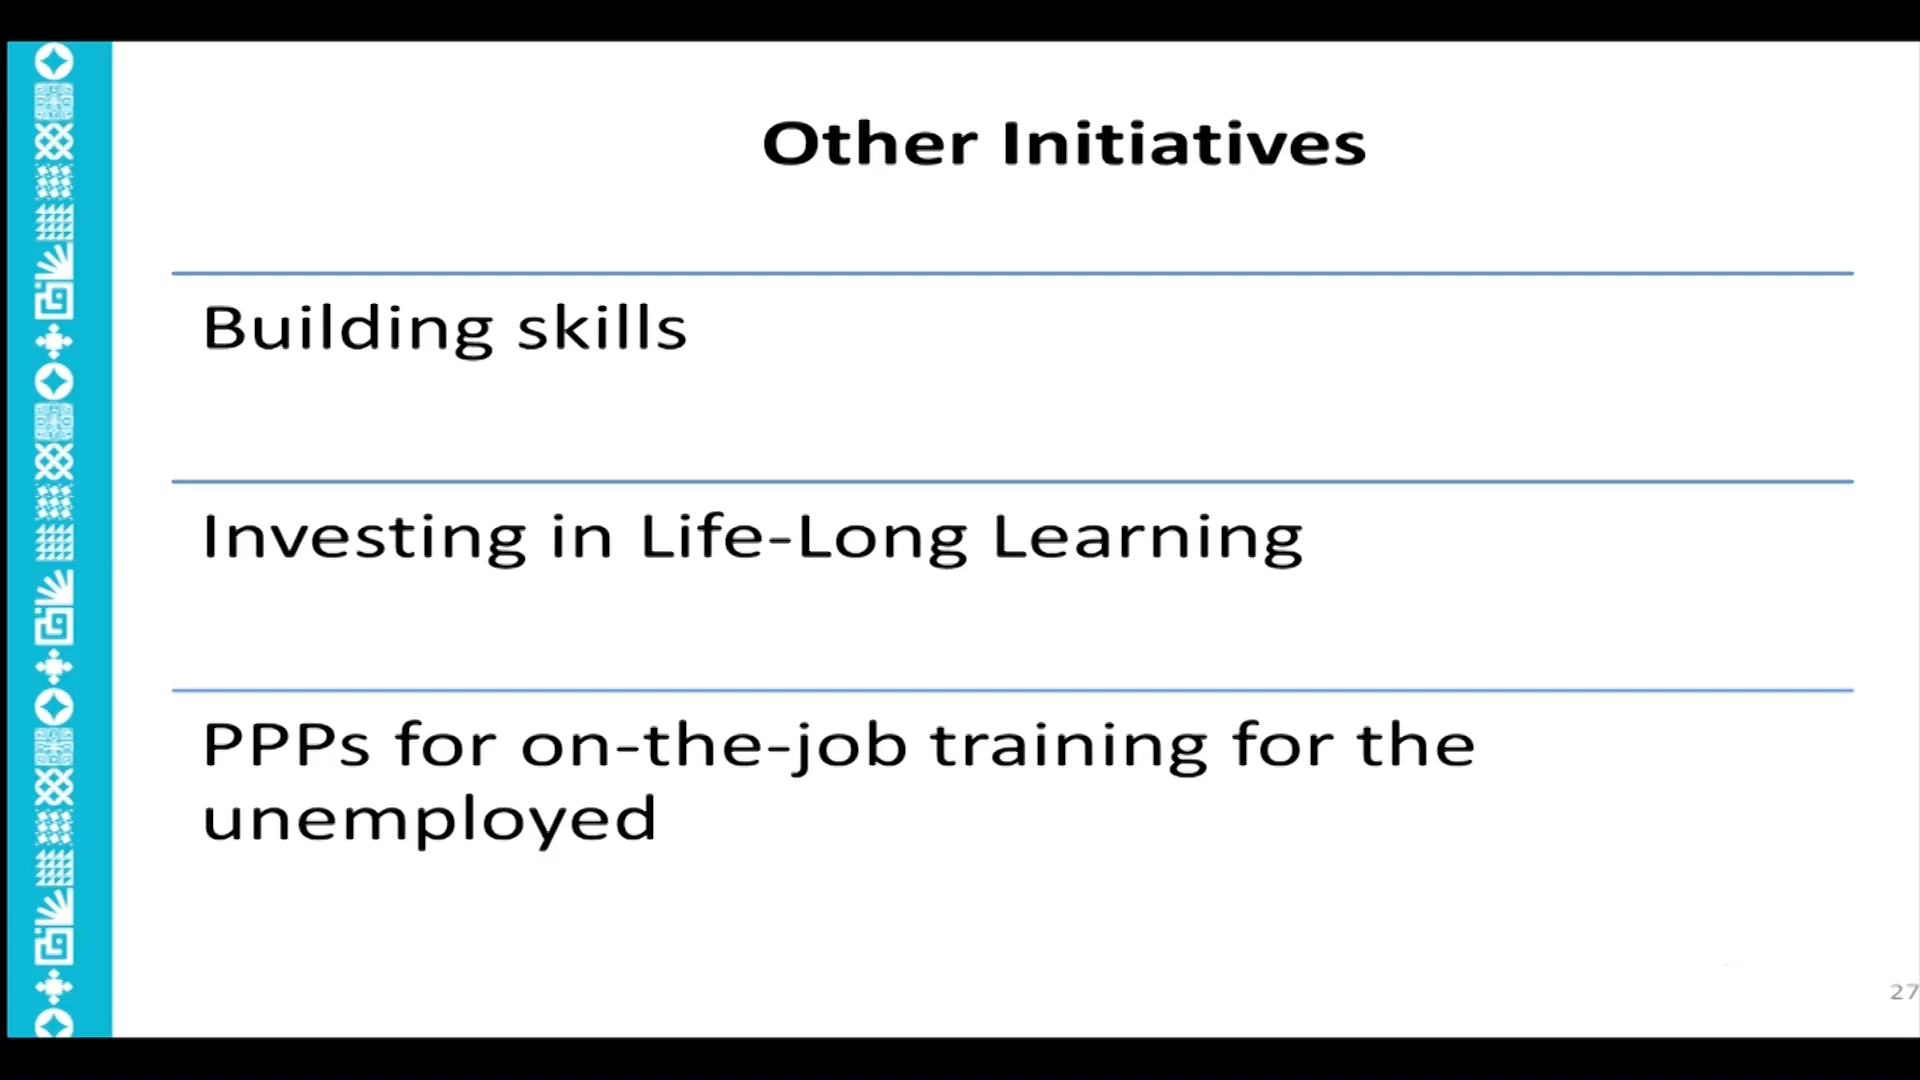 Other Initiatives
Building skills
Investing in Life-Long Learning
PPPs for on-the-job training for the
unemployed
27